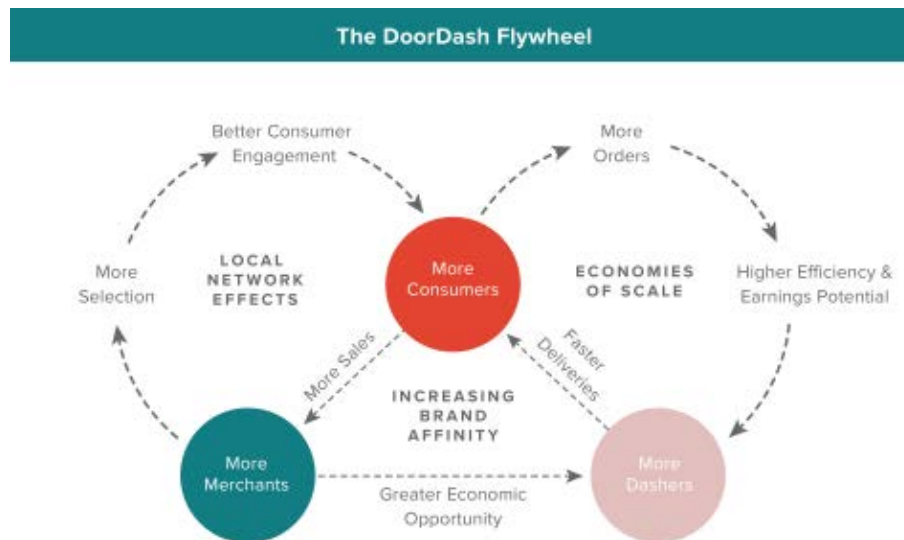 The DoorDash Flywheel
Better Consumer
Engagement
More
Orders
LOCAL
NETWORK
EFFECTS
More
Selection
More
Consumers
ECONOMIES
OF SCALE
Higher Efficiency &
Earnings Potential
More Sales
Faster
Deliveries
INCREASING
BRAND
AFFINITY
More
Merchants
More
Dashers
Greater Economic
Opportunity